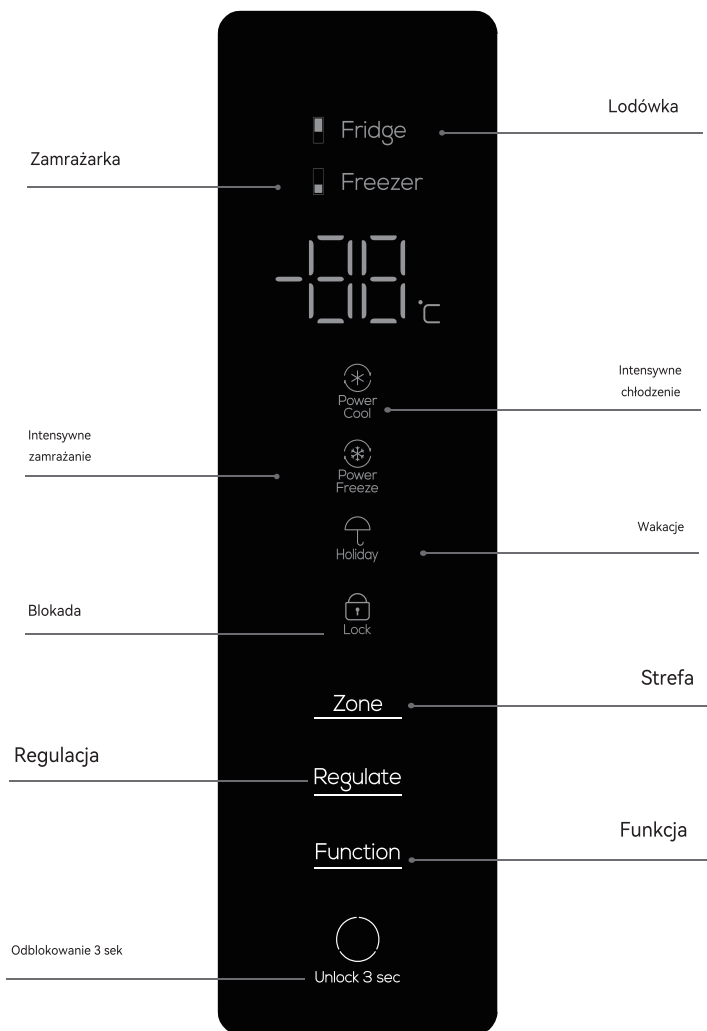 Lodówka
Fridge
Zamrażarka
Freezer
-88 °C
Intensywne
chłodzenie
Power
Cool
Intensywne
zamrażanie
Power
Freeze
Wakacje
Holiday
Blokada
Lock
Strefa
Zone
Regulacja
Regulate
Funkcja
Function
Odblokowanie 3 sek
Unlock 3 sec